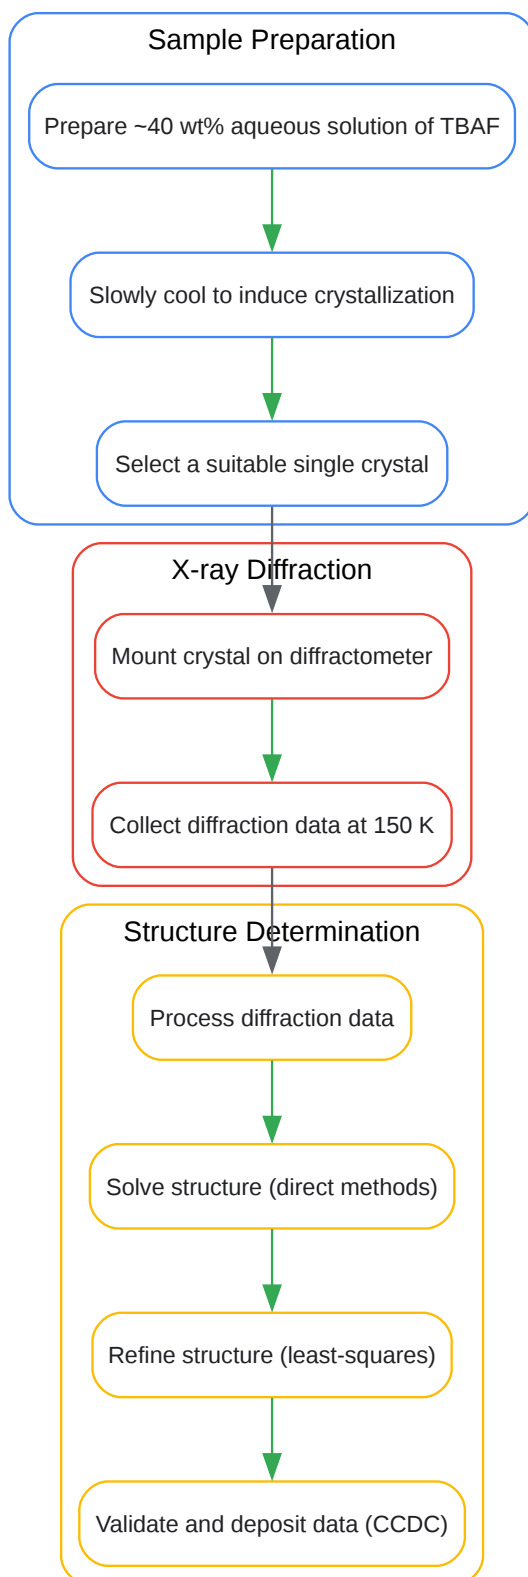 Sample Preparation
Prepare ~40 wt% aqueous solution of TBAF
Slowly cool to induce crystallization
Select a suitable single crystal
X-ray Diffraction
Mount crystal on diffractometer
Collect diffraction data at 150 K
Structure Determination
Process diffraction data
Solve structure (direct methods)
Refine structure (least-squares)
Validate and deposit data (CCDC)